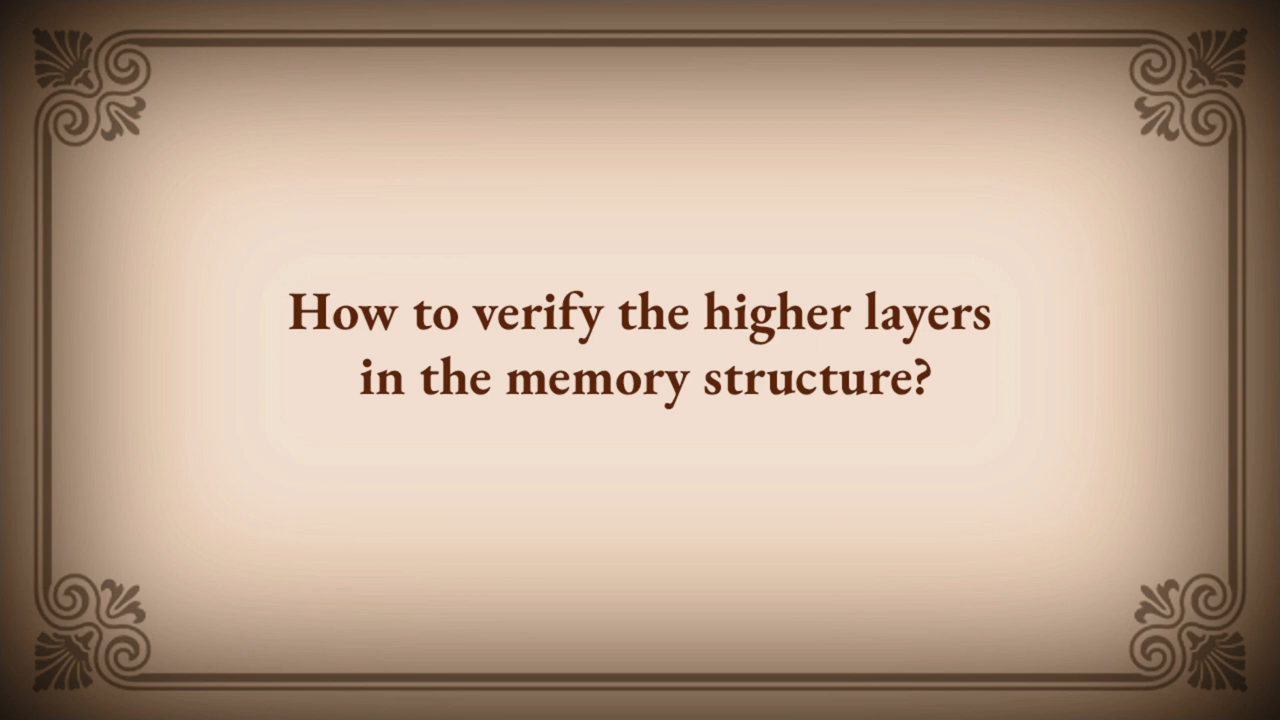 How to verify the higher layers
in the memory structure?